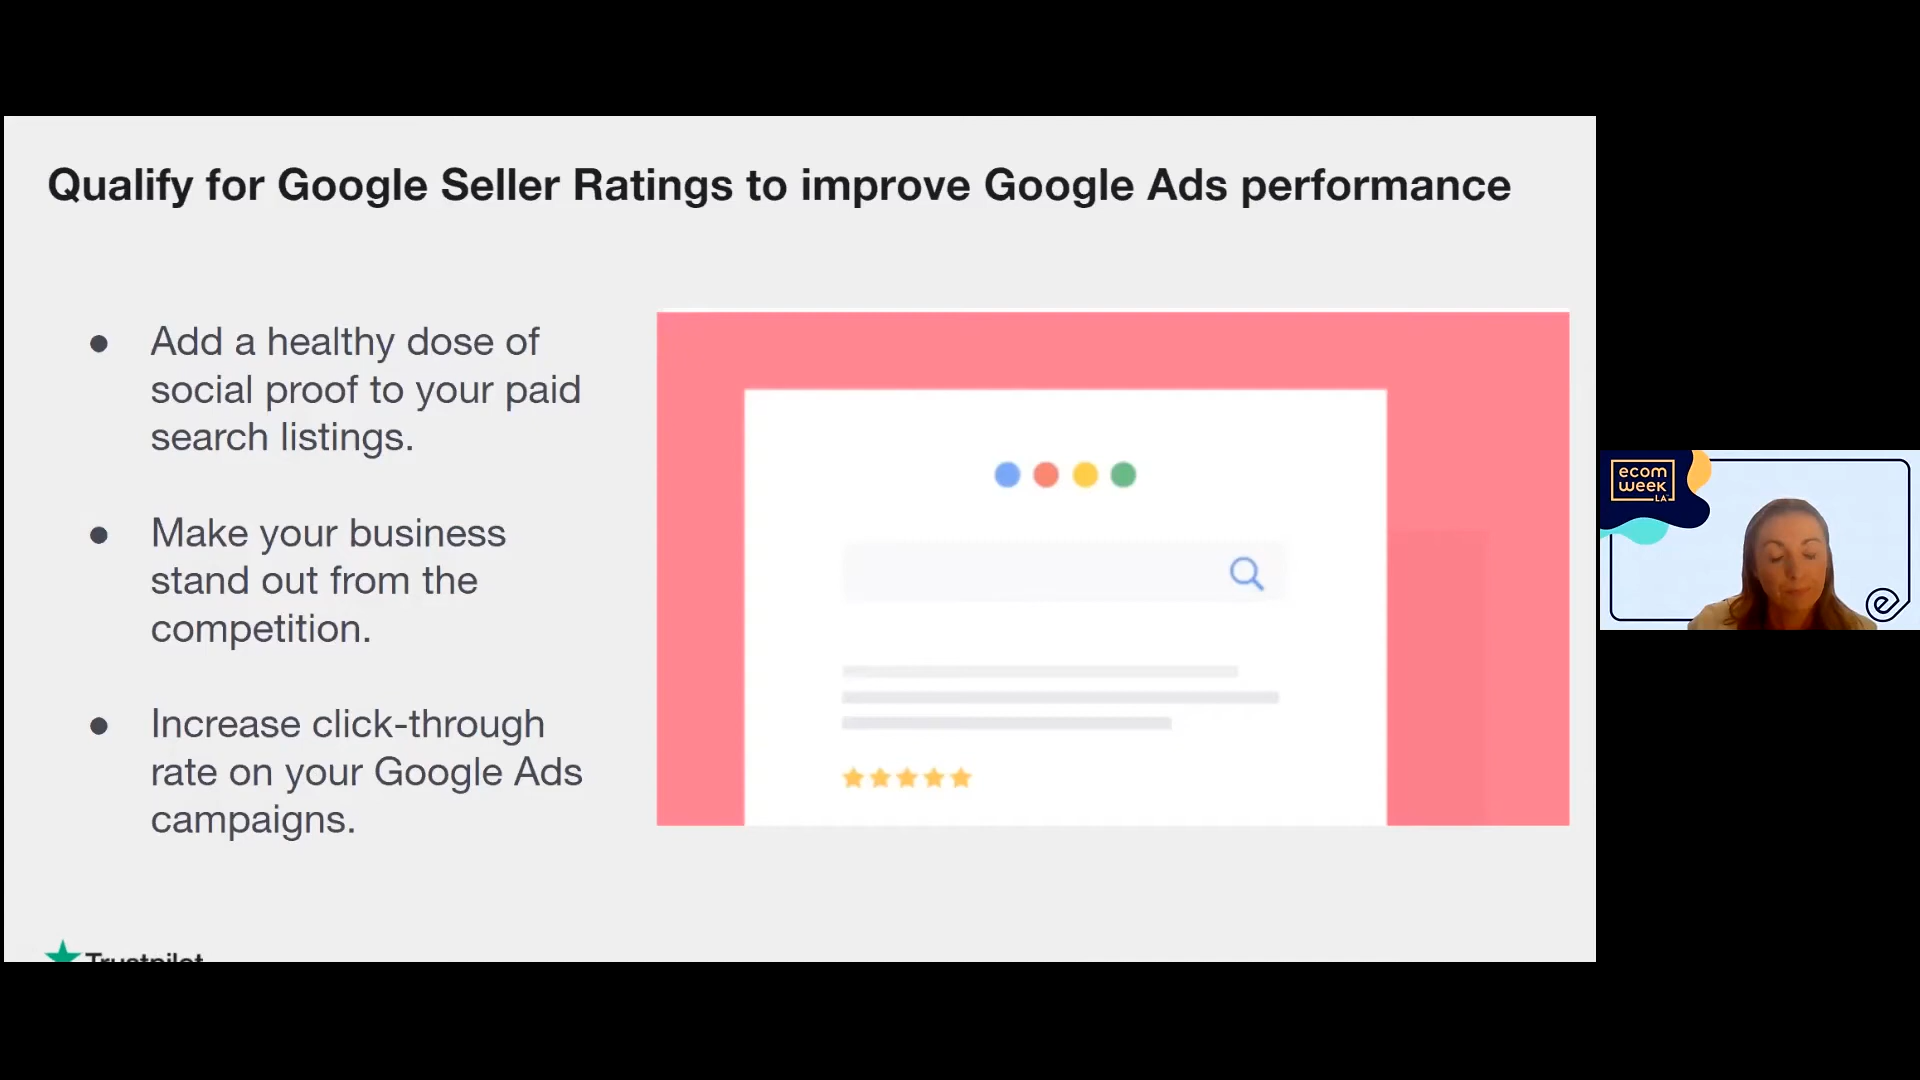 Qualify for Google Seller Ratings to improve Google Ads performance
● Add a healthy dose of
social proof to your paid
search listings.
● Make your business
stand out from the
competition.
● Increase click-through
rate on your Google Ads
campaigns.
Trustpilot
ecom
week
LA